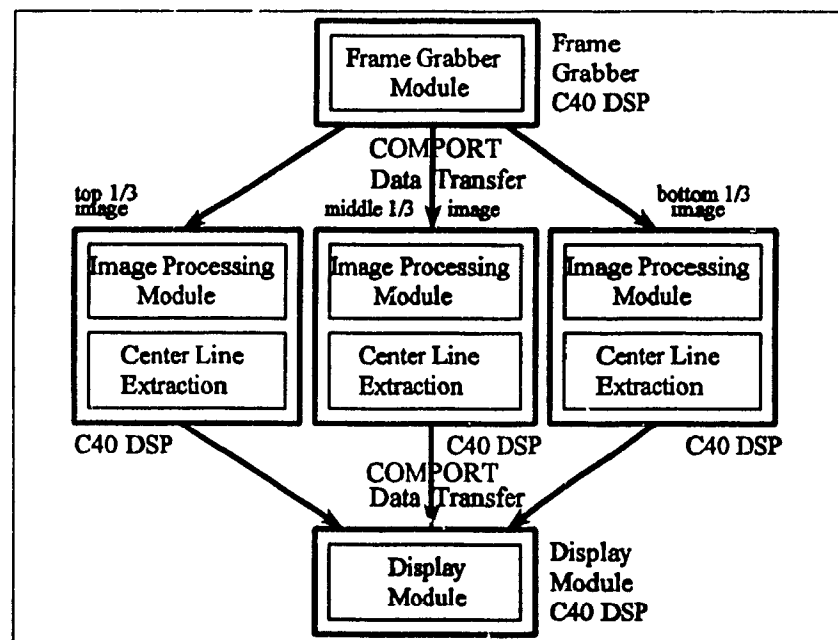 Frame Grabber
Module
Frame
Grabber
C40 DSP
COMPORT
Data Transfer
top 1/3
image
middle 1/3 image
bottom 1/3
image
Image Processing
Module
Center Line
Extraction
C40 DSP
Image Processing
Module
Center Line
Extraction
C40 DSP
Image Processing
Module
Center Line
Extraction
C40 DSP
COMPORT
Data Transfer
Display
Module
Display
Module
C40 DSP